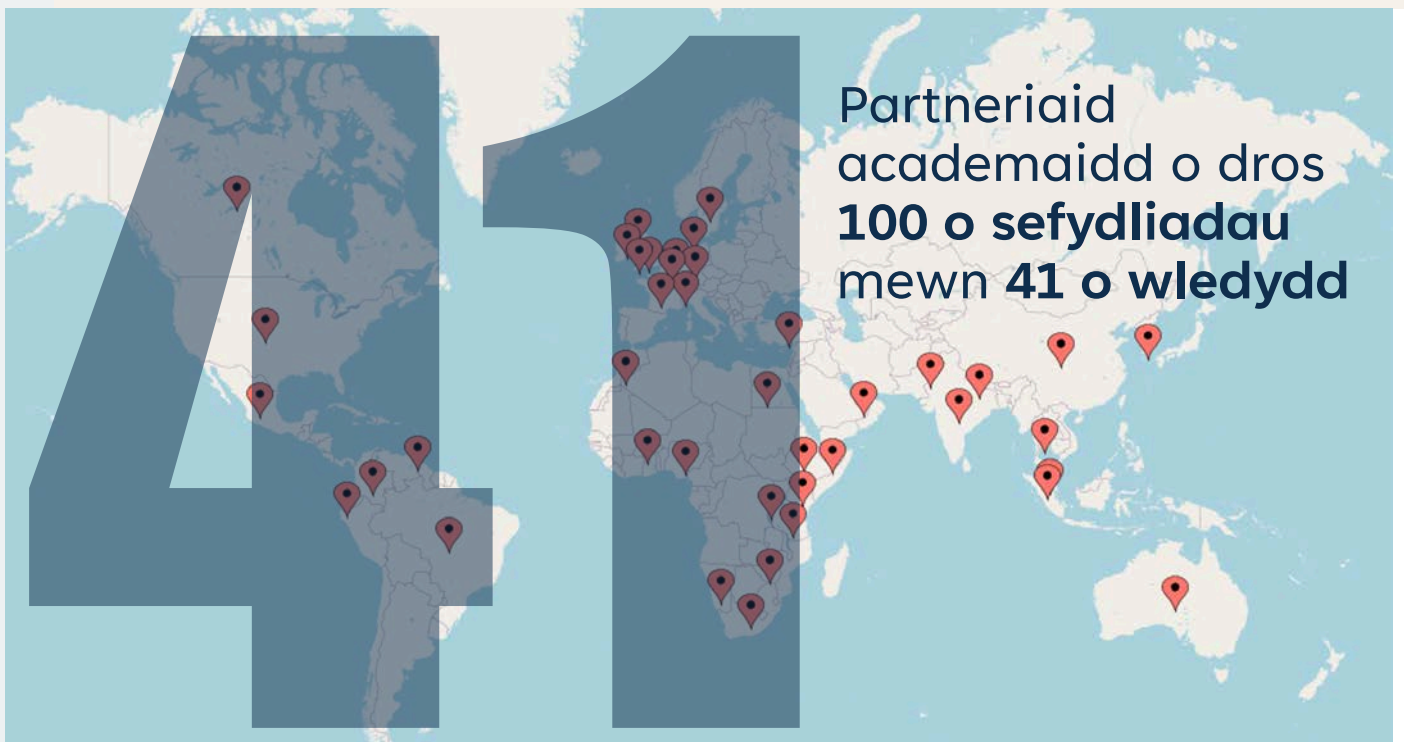 41
Partneriaid
academaidd o dros
100 o sefydliadau
mewn 41 o wledydd